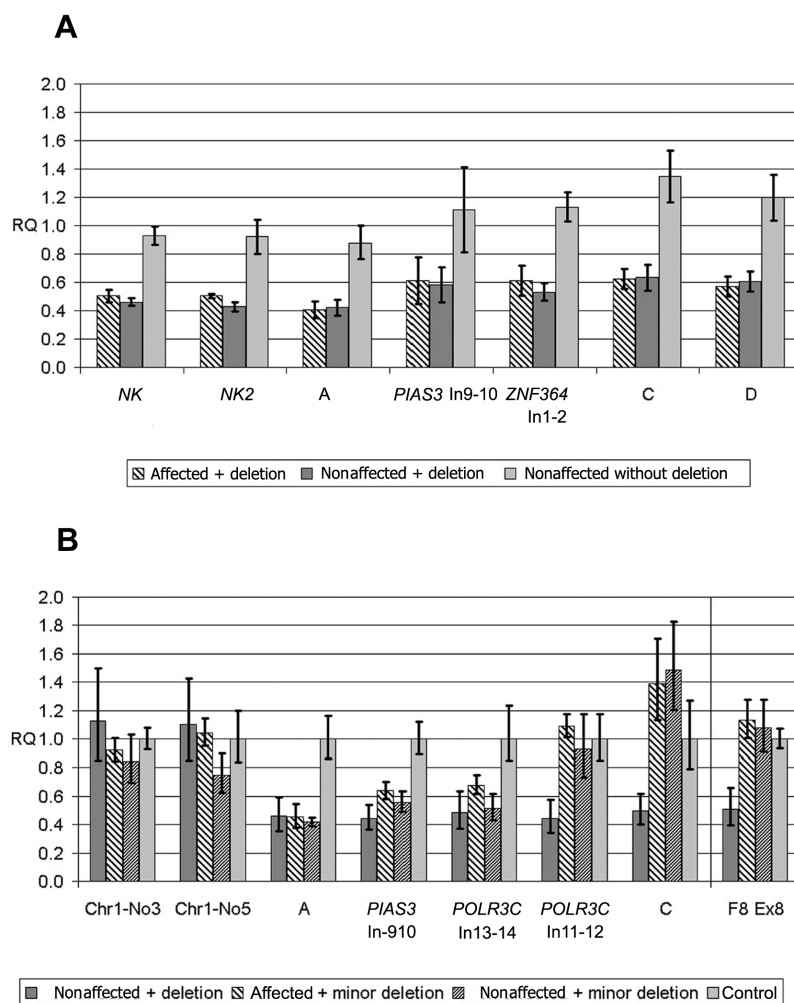 A
2.0
1.8
1.6
1.4
1.2
RQ 1.0
0.8
0.6
0.4
0.2
0.0
NK NK2 A PIAS3 In9-10 ZNF364 C D
In1-2
Affected + deletion Nonaffected + deletion Nonaffected without deletion
B
2.0
1.8
1.6
1.4
1.2
RQ 1.0
0.8
0.6
0.4
0.2
0.0
Chr1-No3 Chr1-No5 A PIAS3 POLR3C POLR3C C F8 Ex8
In-910 In13-14 In11-12
Nonaffected + deletion Affected + minor deletion Nonaffected + minor deletion Control